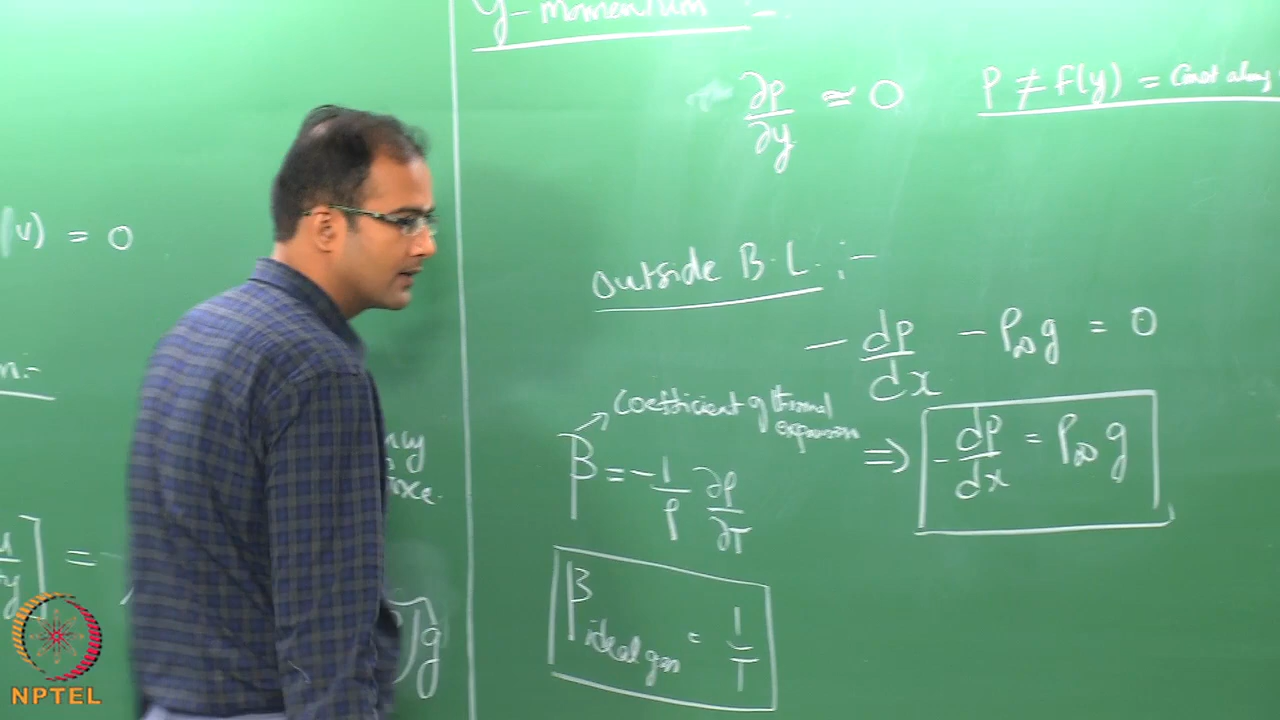 y-momentum :-
∂p/∂y ≃ 0
P ≠ f(y) = Const along
v) = 0
outside B.L. :-
- dp/dx - ρ∞ g = 0
Coefficient of thermal
expansion
β = - 1/ρ ∂ρ/∂T
⇒ - dp/dx = ρ∞ g
n:-
] =
)g
β ideal gas = 1/T
NPTEL